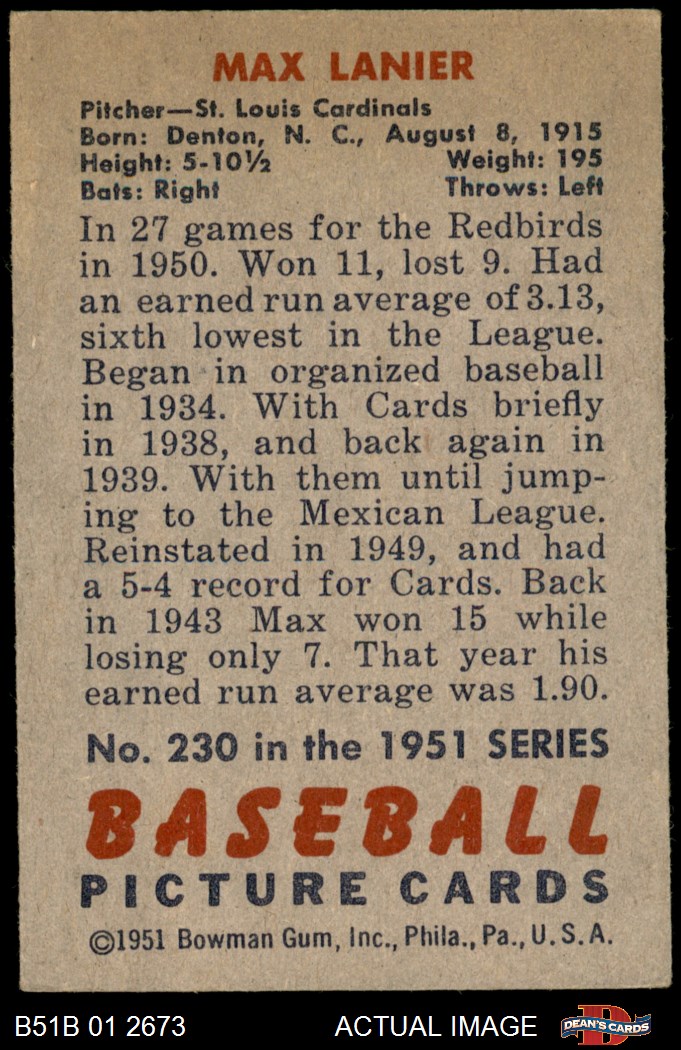 MAX LANIER
Pitcher—St. Louis Cardinals
Born: Denton, N. C., August 8, 1915
Height: 5-10½ Weight: 195
Bats: Right Throws: Left
In 27 games for the Redbirds
in 1950. Won 11, lost 9. Had
an earned run average of 3.13,
sixth lowest in the League.
Began in organized baseball
in 1934. With Cards briefly
in 1938, and back again in
1939. With them until jump-
ing to the Mexican League.
Reinstated in 1949, and had
a 5-4 record for Cards. Back
in 1943 Max won 15 while
losing only 7. That year his
earned run average was 1.90.
No. 230 in the 1951 SERIES
BASEBALL
PICTURE CARDS
©1951 Bowman Gum, Inc., Phila., Pa., U. S. A.
B51B 01 2673 ACTUAL IMAGE D DEAN'S CARDS